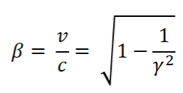 β = v/c = √(1 − 1/γ²)